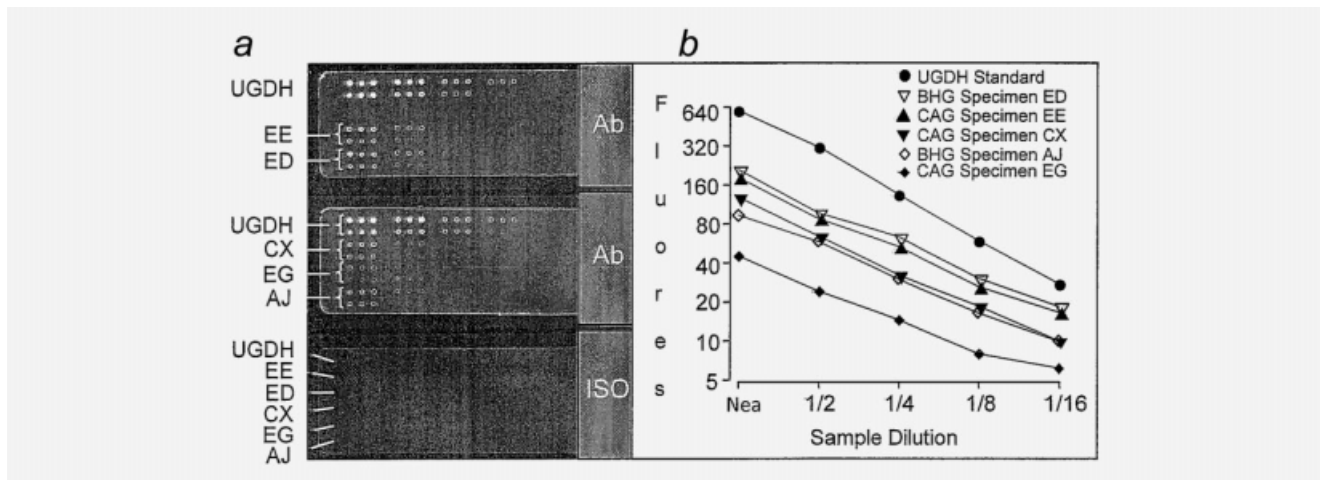 a
UGDH
EE
ED
Ab
UGDH
CX
EG
AJ
Ab
UGDH
EE
ED
CX
EG
AJ
ISO
b
Fluores
640
320
160
80
40
20
10
5
UGDH Standard
BHG Specimen ED
CAG Specimen EE
CAG Specimen CX
BHG Specimen AJ
CAG Specimen EG
Nea 1/2 1/4 1/8 1/16
Sample Dilution